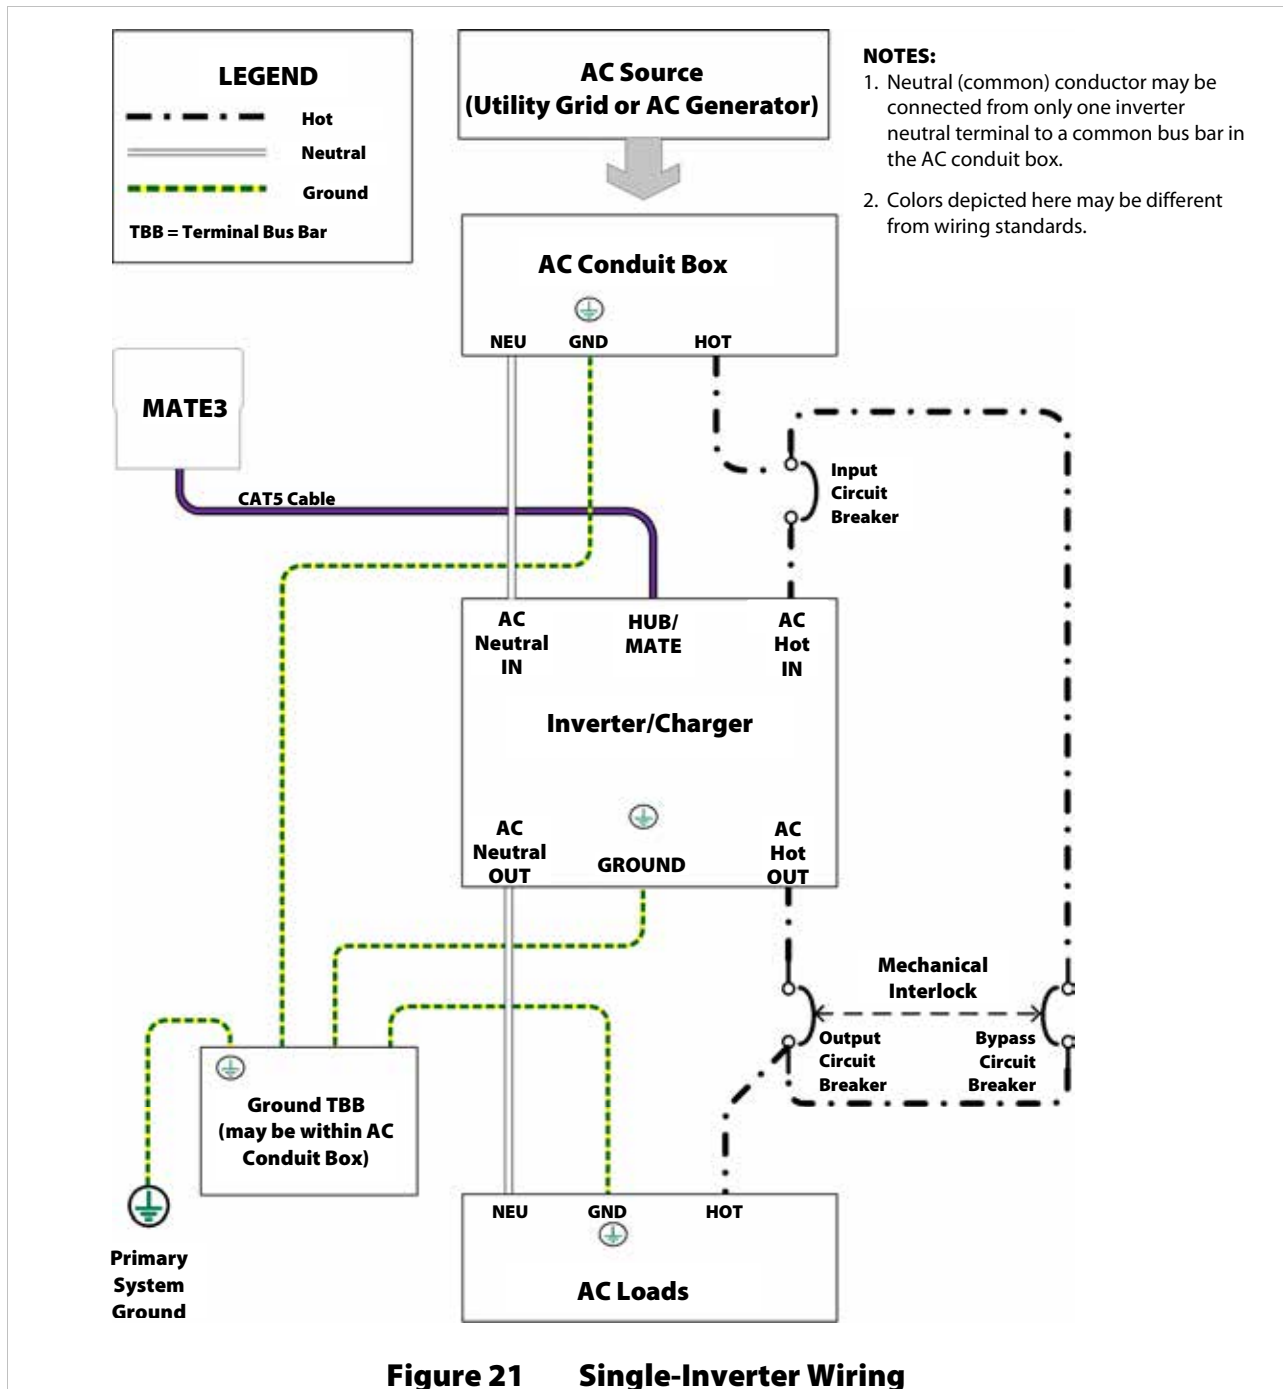 LEGEND
Hot
Neutral
Ground
TBB = Terminal Bus Bar
AC Source
(Utility Grid or AC Generator)
NOTES:
1. Neutral (common) conductor may be
connected from only one inverter
neutral terminal to a common bus bar in
the AC conduit box.
2. Colors depicted here may be different
from wiring standards.
AC Conduit Box
NEU GND HOT
MATE3
CAT5 Cable
Input
Circuit
Breaker
AC
Neutral
IN
HUB/
MATE
AC
Hot
IN
Inverter/Charger
AC
Neutral
OUT
GROUND
AC
Hot
OUT
Mechanical
Interlock
Output
Circuit
Breaker
Bypass
Circuit
Breaker
Ground TBB
(may be within AC
Conduit Box)
Primary
System
Ground
NEU GND HOT
AC Loads
Figure 21 Single-Inverter Wiring